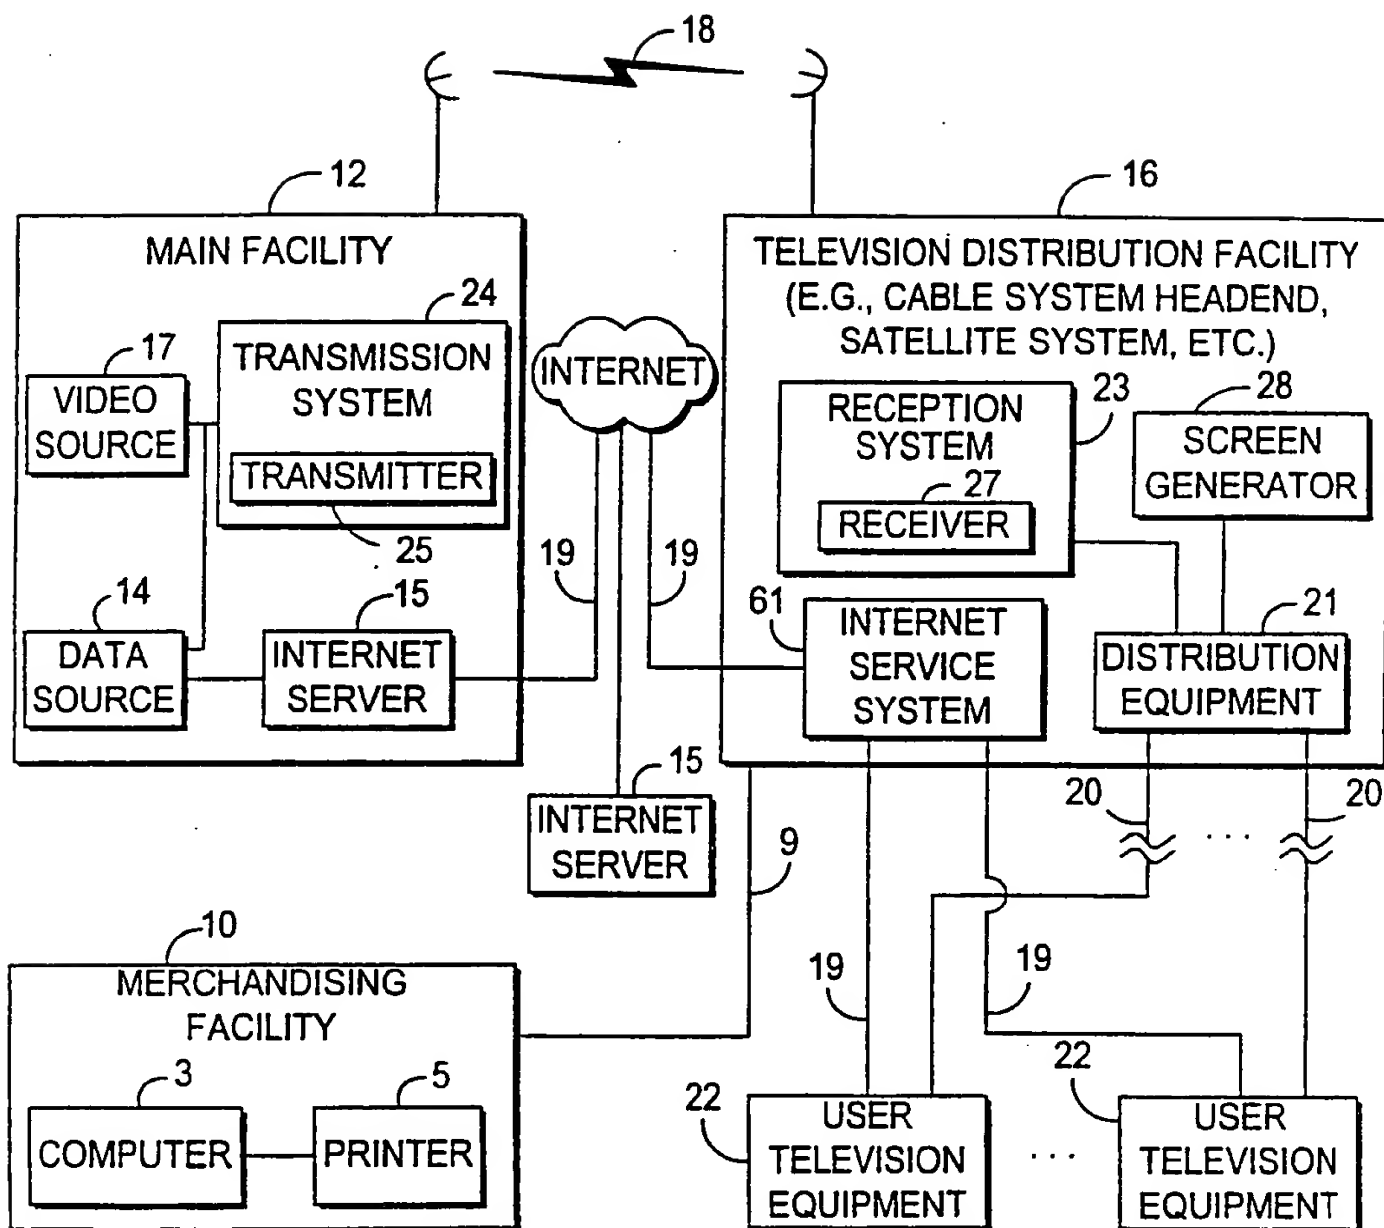 18
12
16
MAIN FACILITY
TELEVISION DISTRIBUTION FACILITY
(E.G., CABLE SYSTEM HEADEND,
SATELLITE SYSTEM, ETC.)
24
TRANSMISSION
SYSTEM
TRANSMITTER
25
17
VIDEO
SOURCE
14
DATA
SOURCE
15
INTERNET
SERVER
INTERNET
19
19
15
INTERNET
SERVER
RECEPTION
SYSTEM
23
27
RECEIVER
28
SCREEN
GENERATOR
61
INTERNET
SERVICE
SYSTEM
21
DISTRIBUTION
EQUIPMENT
20
...
20
9
10
MERCHANDISING
FACILITY
3
COMPUTER
5
PRINTER
19
19
22
USER
TELEVISION
EQUIPMENT
...
22
USER
TELEVISION
EQUIPMENT